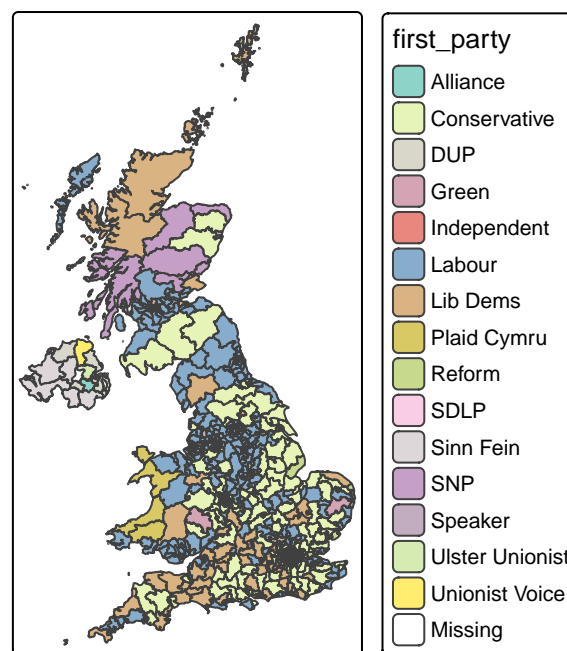 first_party
Alliance
Conservative
DUP
Green
Independent
Labour
Lib Dems
Plaid Cymru
Reform
SDLP
Sinn Fein
SNP
Speaker
Ulster Unionist
Unionist Voice
Missing